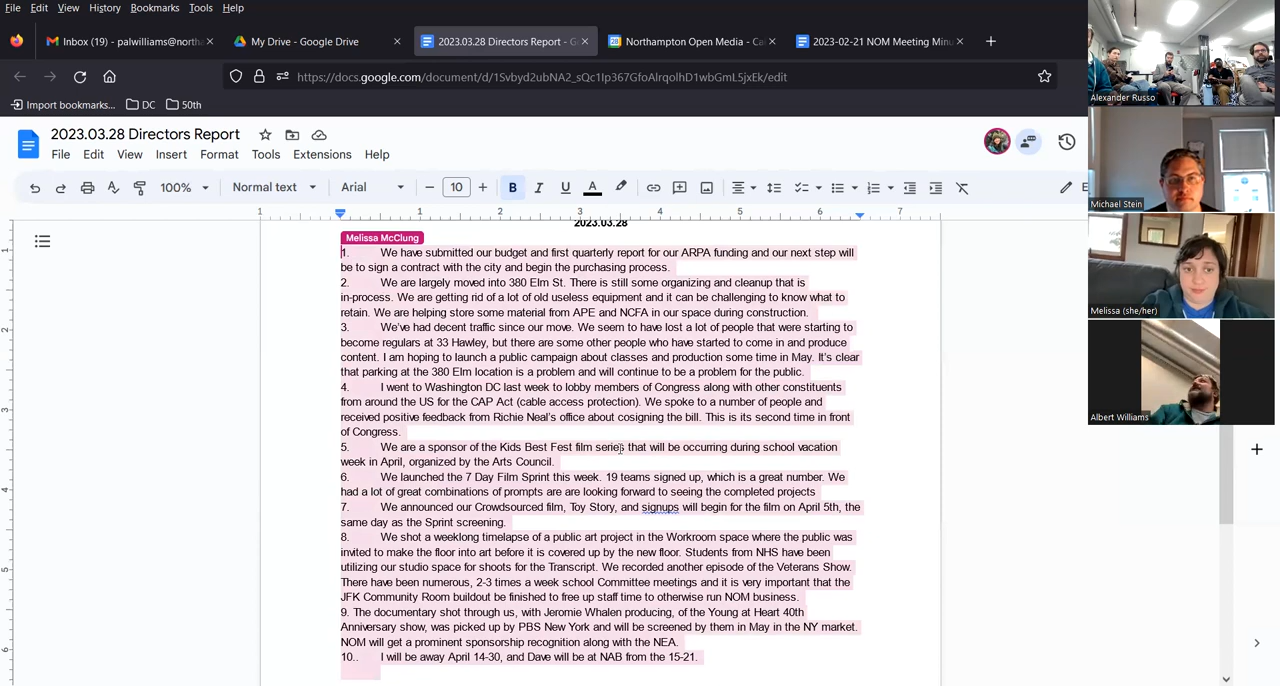 File Edit View History Bookmarks Tools Help
Inbox (19) - palwilliams@north
My Drive - Google Drive
2023.03.28 Directors Report - G
Northampton Open Media - Ca
2023-02-21 NOM Meeting Minu
https://docs.google.com/document/d/1Svbyd2ubNA2_sQc1Ip367GfoAlrqolhD1wbGmL5jxEk/edit
Import bookmarks... DC 50th
2023.03.28 Directors Report
File Edit View Insert Format Tools Extensions Help
100% Normal text Arial 10 B I U A E
1 1 2 3 4 5 6 7
2023.03.28
Melissa McClung
1. We have submitted our budget and first quarterly report for our ARPA funding and our next step will
be to sign a contract with the city and begin the purchasing process.
2. We are largely moved into 380 Elm St. There is still some organizing and cleanup that is
in-process. We are getting rid of a lot of old useless equipment and it can be challenging to know what to
retain. We are helping store some material from APE and NCFA in our space during construction.
3. We've had decent traffic since our move. We seem to have lost a lot of people that were starting to
become regulars at 33 Hawley, but there are some other people who have started to come in and produce
content. I am hoping to launch a public campaign about classes and production some time in May. It's clear
that parking at the 380 Elm location is a problem and will continue to be a problem for the public.
4. I went to Washington DC last week to lobby members of Congress along with other constituents
from around the US for the CAP Act (cable access protection). We spoke to a number of people and
received positive feedback from Richie Neal's office about cosigning the bill. This is its second time in front
of Congress.
5. We are a sponsor of the Kids Best Fest film series that will be occurring during school vacation
week in April, organized by the Arts Council.
6. We launched the 7 Day Film Sprint this week. 19 teams signed up, which is a great number. We
had a lot of great combinations of prompts are are looking forward to seeing the completed projects
7. We announced our Crowdsourced film, Toy Story, and signups will begin for the film on April 5th, the
same day as the Sprint screening.
8. We shot a weeklong timelapse of a public art project in the Workroom space where the public was
invited to make the floor into art before it is covered up by the new floor. Students from NHS have been
utilizing our studio space for shoots for the Transcript. We recorded another episode of the Veterans Show.
There have been numerous, 2-3 times a week school Committee meetings and it is very important that the
JFK Community Room buildout be finished to free up staff time to otherwise run NOM business.
9. The documentary shot through us, with Jeromie Whalen producing, of the Young at Heart 40th
Anniversary show, was picked up by PBS New York and will be screened by them in May in the NY market.
NOM will get a prominent sponsorship recognition along with the NEA.
10.. I will be away April 14-30, and Dave will be at NAB from the 15-21.
1
2
3
4
5
6
Alexander Russo
Michael Stein
Melissa (she/her)
Albert Williams